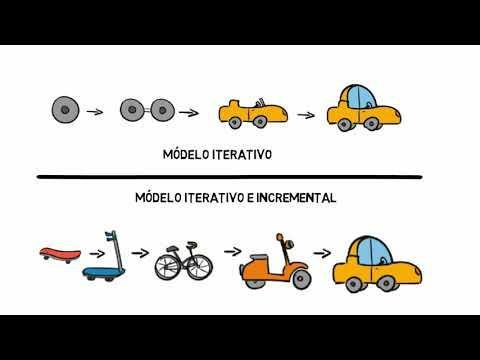 MÓDELO ITERATIVO
MÓDELO ITERATIVO E INCREMENTAL